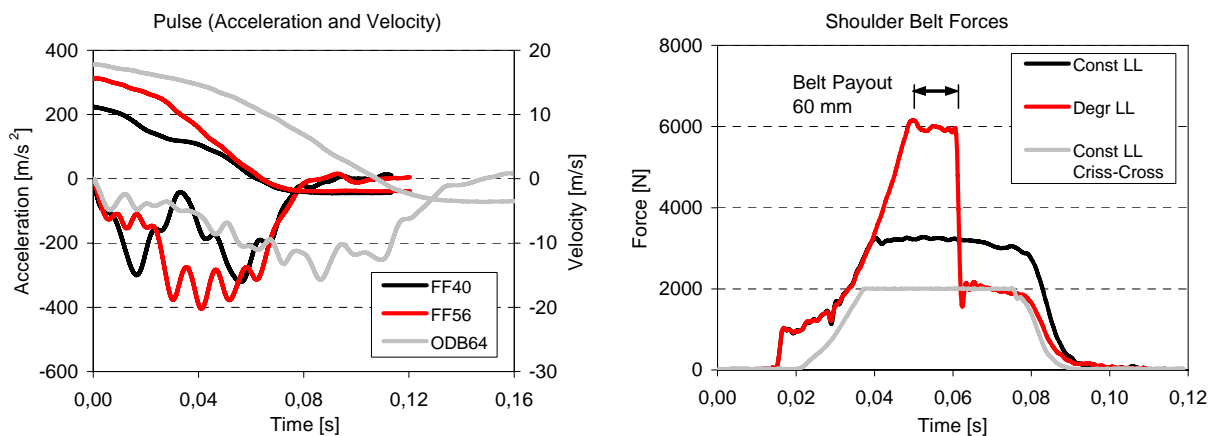 Pulse (Acceleration and Velocity)
400
200
0
-200
-400
-600
Acceleration [m/s²]
20
10
0
-10
-20
-30
Velocity [m/s]
FF40
FF56
ODB64
0,00
0,04
0,08
0,12
0,16
Time [s]
Shoulder Belt Forces
8000
6000
4000
2000
0
Force [N]
Belt Payout
60 mm
Const LL
Degr LL
Const LL
Criss-Cross
0,00
0,02
0,04
0,06
0,08
0,10
0,12
Time [s]